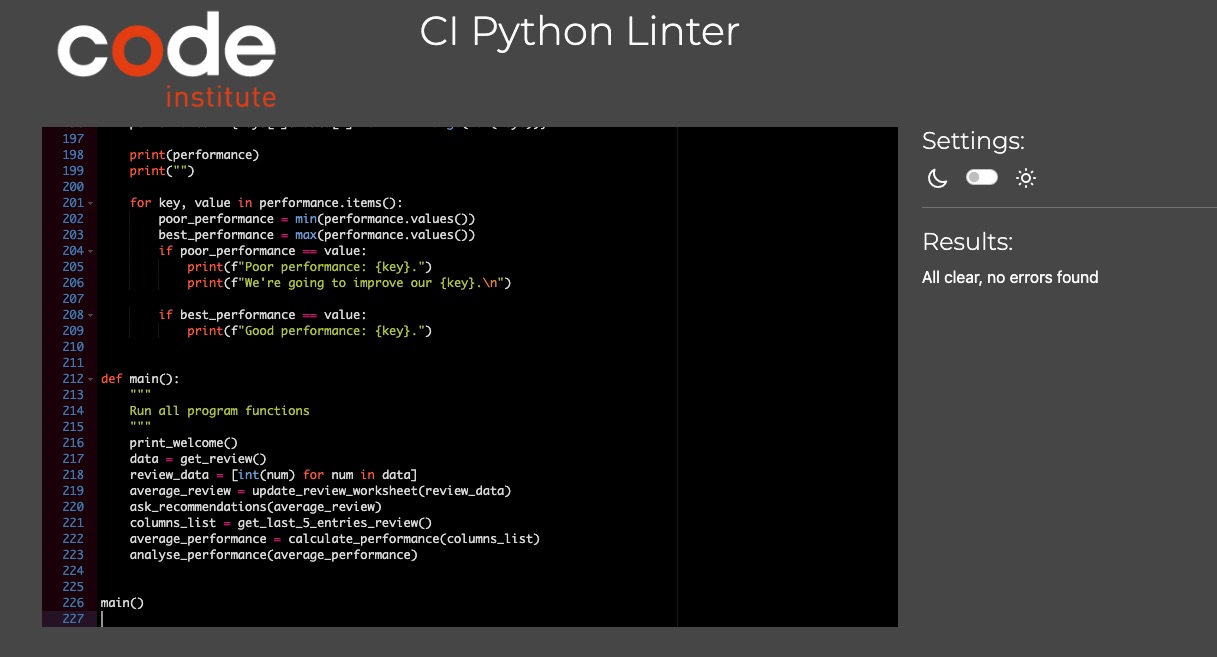 code
institute
CI Python Linter
197
198     print(performance)
199     print("")
200
201     for key, value in performance.items():
202         poor_performance = min(performance.values())
203         best_performance = max(performance.values())
204         if poor_performance == value:
205             print(f"Poor performance: {key}.")
206             print(f"We're going to improve our {key}.\n")
207
208         if best_performance == value:
209             print(f"Good performance: {key}.")
210
211
212 def main():
213     """
214     Run all program functions
215     """
216     print_welcome()
217     data = get_review()
218     review_data = [int(num) for num in data]
219     average_review = update_review_worksheet(review_data)
220     ask_recommendations(average_review)
221     columns_list = get_last_5_entries_review()
222     average_performance = calculate_performance(columns_list)
223     analyse_performance(average_performance)
224
225
226 main()
227
Settings:
Results:
All clear, no errors found